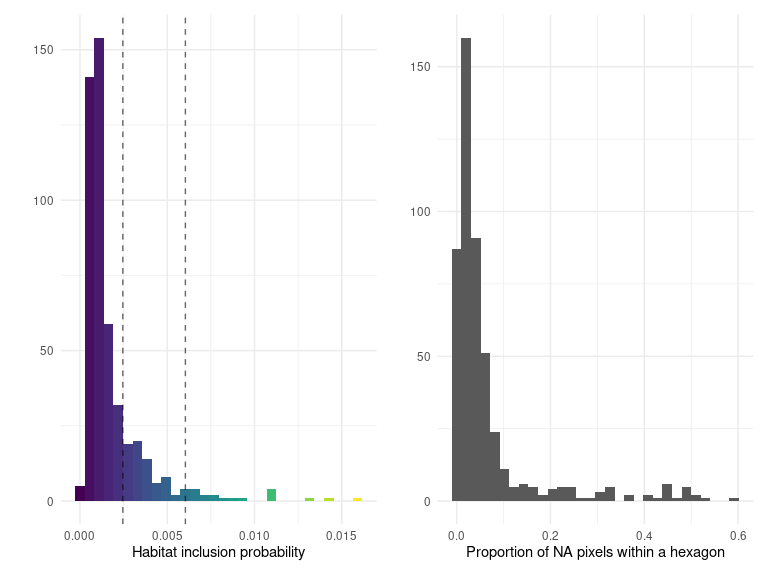 150
100
50
0
0.000 0.005 0.010 0.015
Habitat inclusion probability
150
100
50
0
0.0 0.2 0.4 0.6
Proportion of NA pixels within a hexagon